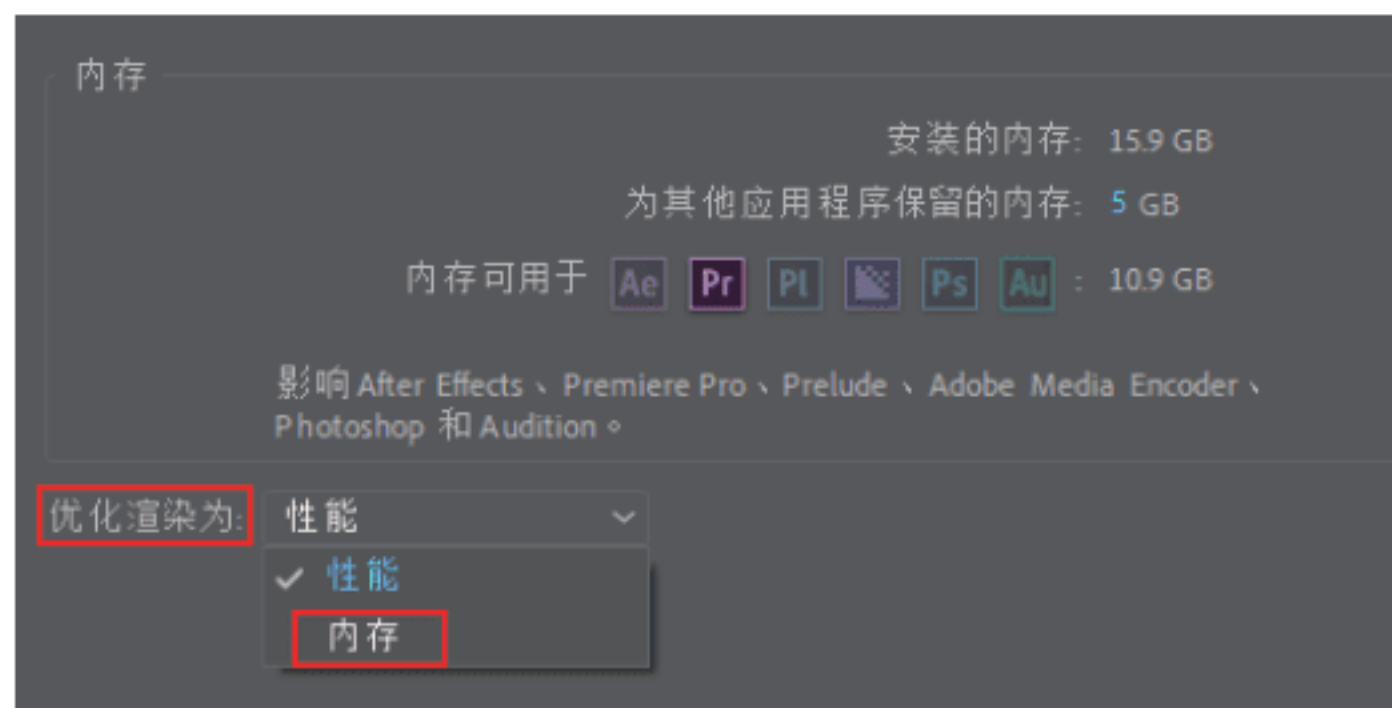 内存
安装的内存: 15.9 GB
为其他应用程序保留的内存: 5 GB
内存可用于 Ae Pr Pl Ps Au : 10.9 GB
影响 After Effects、Premiere Pro、Prelude、Adobe Media Encoder、
Photoshop 和 Audition。
优化渲染为: 性能
性能
内存